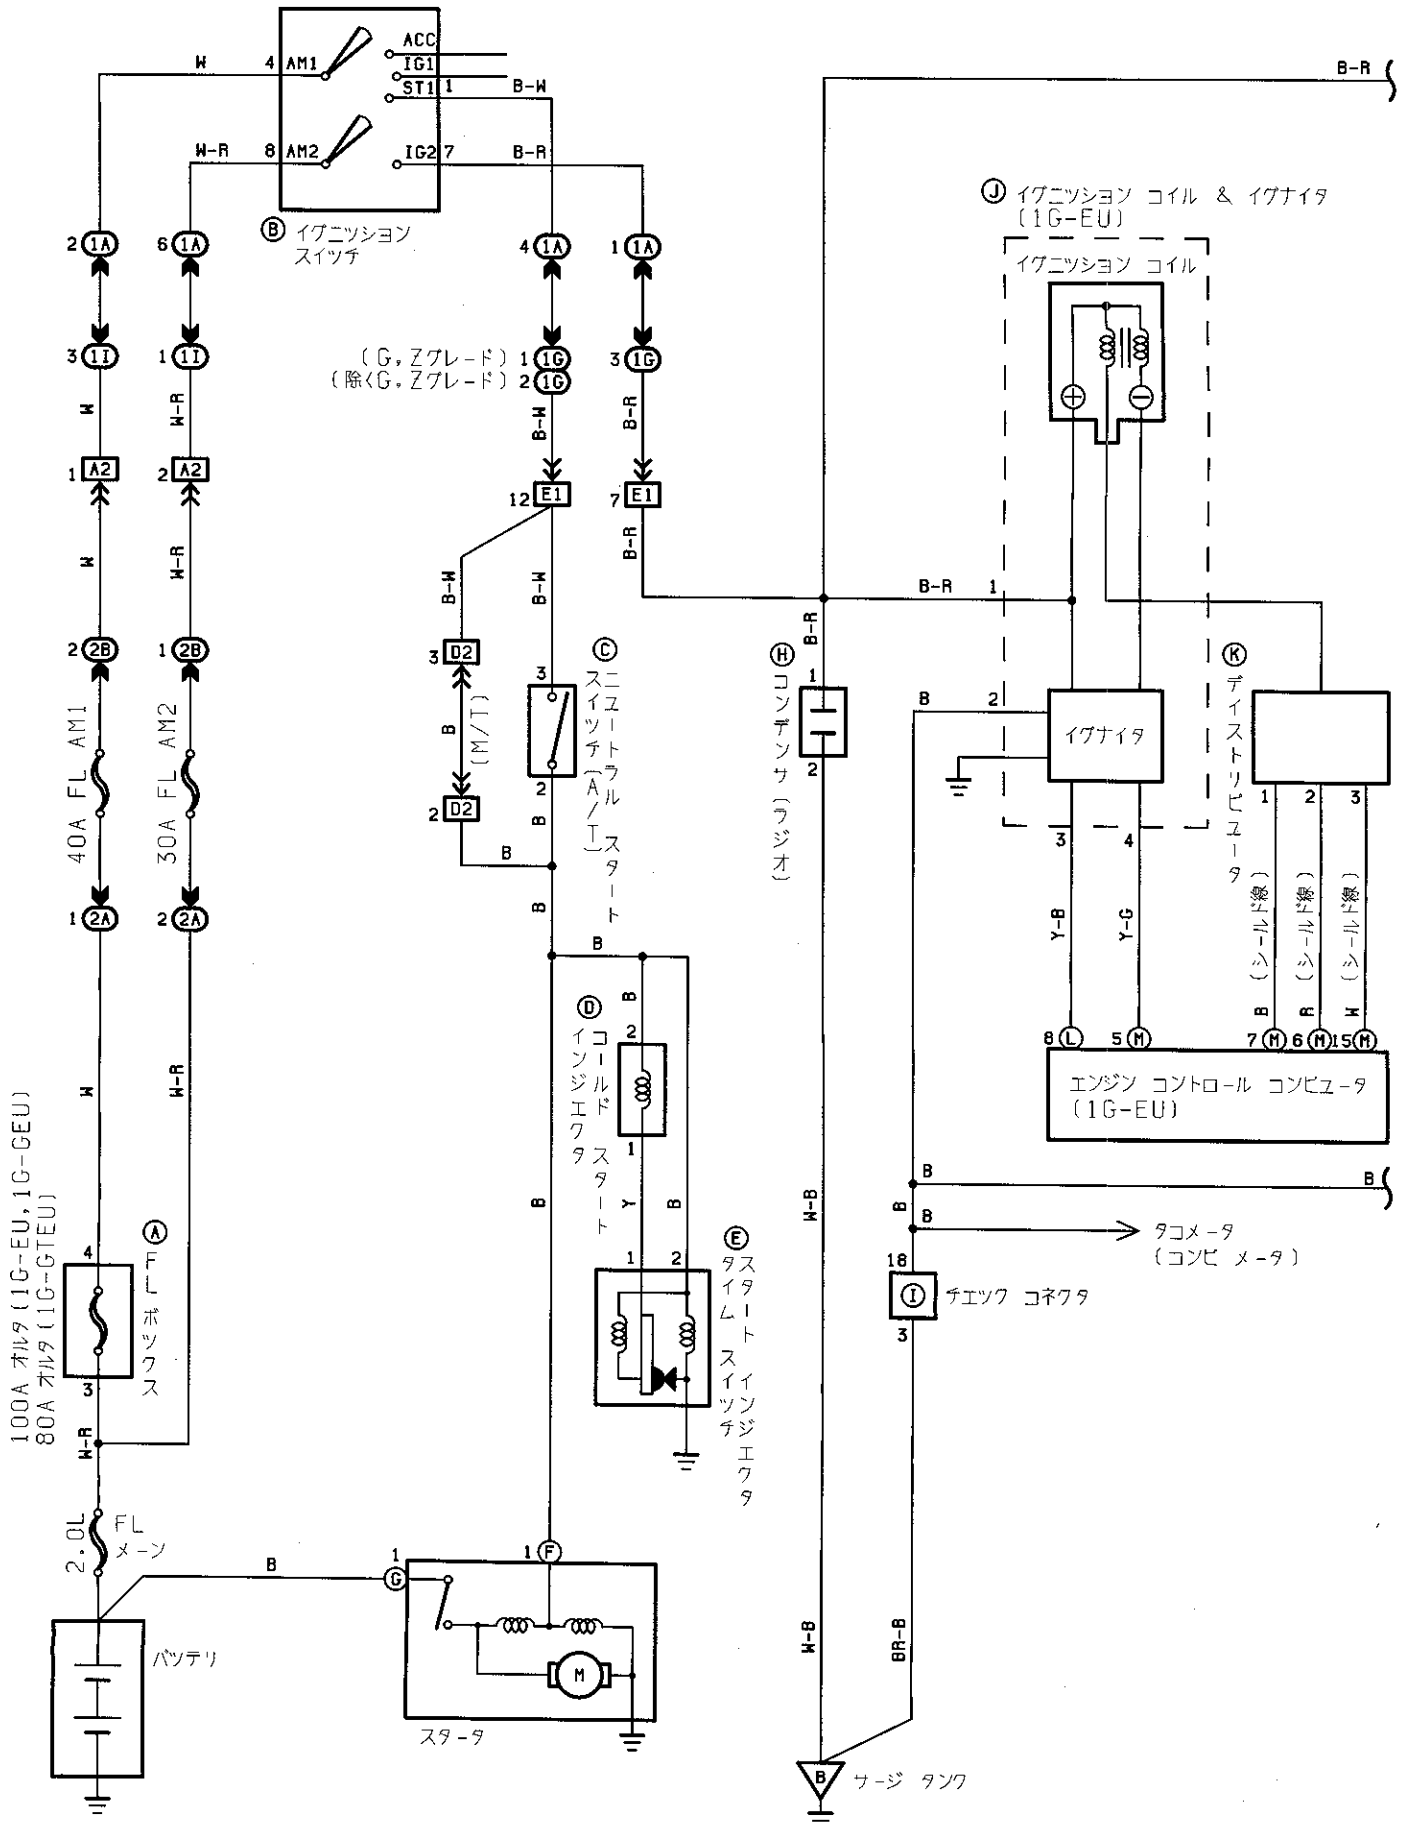 ACC
IG1
ST1 1
B-W
W
4 AM1
W-R
8 AM2
IG2 7
B-R
B-R
Ⓑ イグニッション
スイッチ
Ⓙ イグニッション コイル & イグナイタ
(1G-EU)
イグニッション コイル
+
−
2 1A
6 1A
4 1A
1 1A
3 1I
1 1I
(G,Zグレード) 1 1G
(除くG,Zグレード) 2 1G
3 1G
W
W-R
B-W
B-R
1 A2
2 A2
12 E1
7 E1
W
W-R
B-W
B-W
B-R
B-R
B-R 1
2 2B
1 2B
3 D2
B
(M/T)
2 D2
B
3
2
B
B
Ⓒ ニュートラル スタート
スイッチ (A/T)
40A FL AM1
30A FL AM2
1 2A
2 2A
Ⓗ コンデンサ (ラジオ)
1
2
B
2
イグナイタ
Ⓚ ディストリビュータ
1 2 3
3 4
Y-B
Y-G
B (シールド線)
R (シールド線)
W (シールド線)
8 L
5 M
7 M
6 M
15 M
エンジン コントロール コンピュータ
(1G-EU)
B
B
2
1
Y
B
Ⓓ コールド スタート
インジェクタ
W
W-R
B
W-B
B
B
B
B
タコメータ
(コンビ メータ)
18
Ⓘ チェック コネクタ
3
1 2
Ⓔ スタート インジェクタ
タイム スイッチ
100A オルタ (1G-EU,1G-GEU)
80A オルタ (1G-GTEU)
4
3
Ⓐ FL ボックス
W-R
2.0L
FL
メーン
B
1
G
1 F
M
スタータ
バッテリ
W-B
BR-B
B サージ タンク